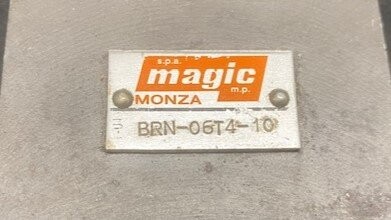 s.p.a.
magic
m.p.
MONZA
BRN-06T4-10